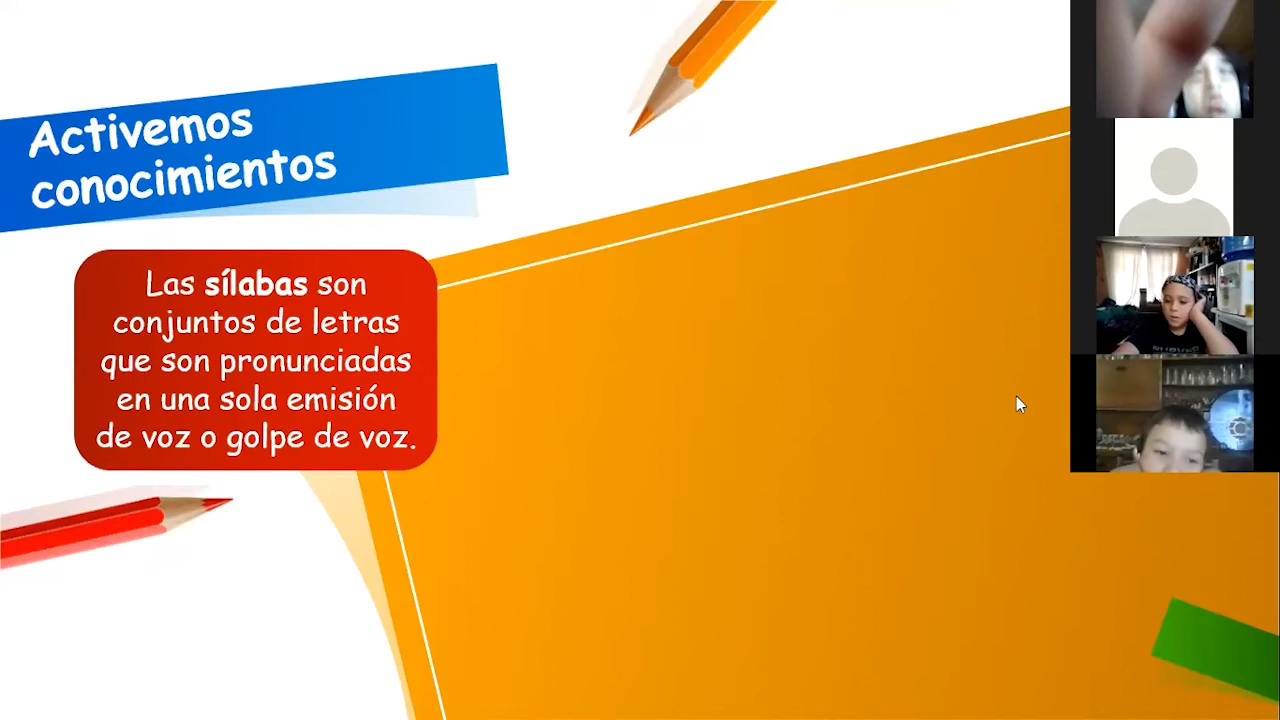 Activemos
conocimientos
Las sílabas son
conjuntos de letras
que son pronunciadas
en una sola emisión
de voz o golpe de voz.